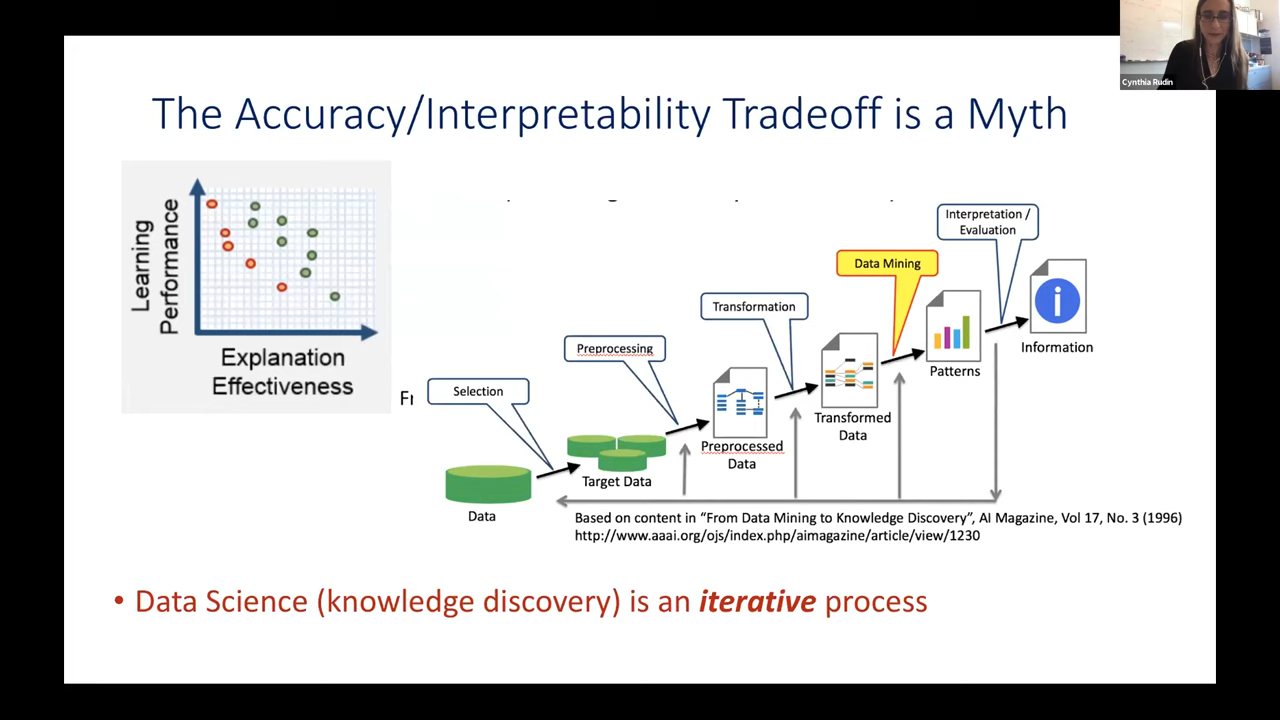 Cynthia Rudin
The Accuracy/Interpretability Tradeoff is a Myth
Learning
Performance
Explanation
Effectiveness
Selection
Preprocessing
Transformation
Data Mining
Interpretation /
Evaluation
Data
Target Data
Preprocessed
Data
Transformed
Data
Patterns
Information
Based on content in “From Data Mining to Knowledge Discovery”, AI Magazine, Vol 17, No. 3 (1996)
http://www.aaai.org/ojs/index.php/aimagazine/article/view/1230
• Data Science (knowledge discovery) is an iterative process